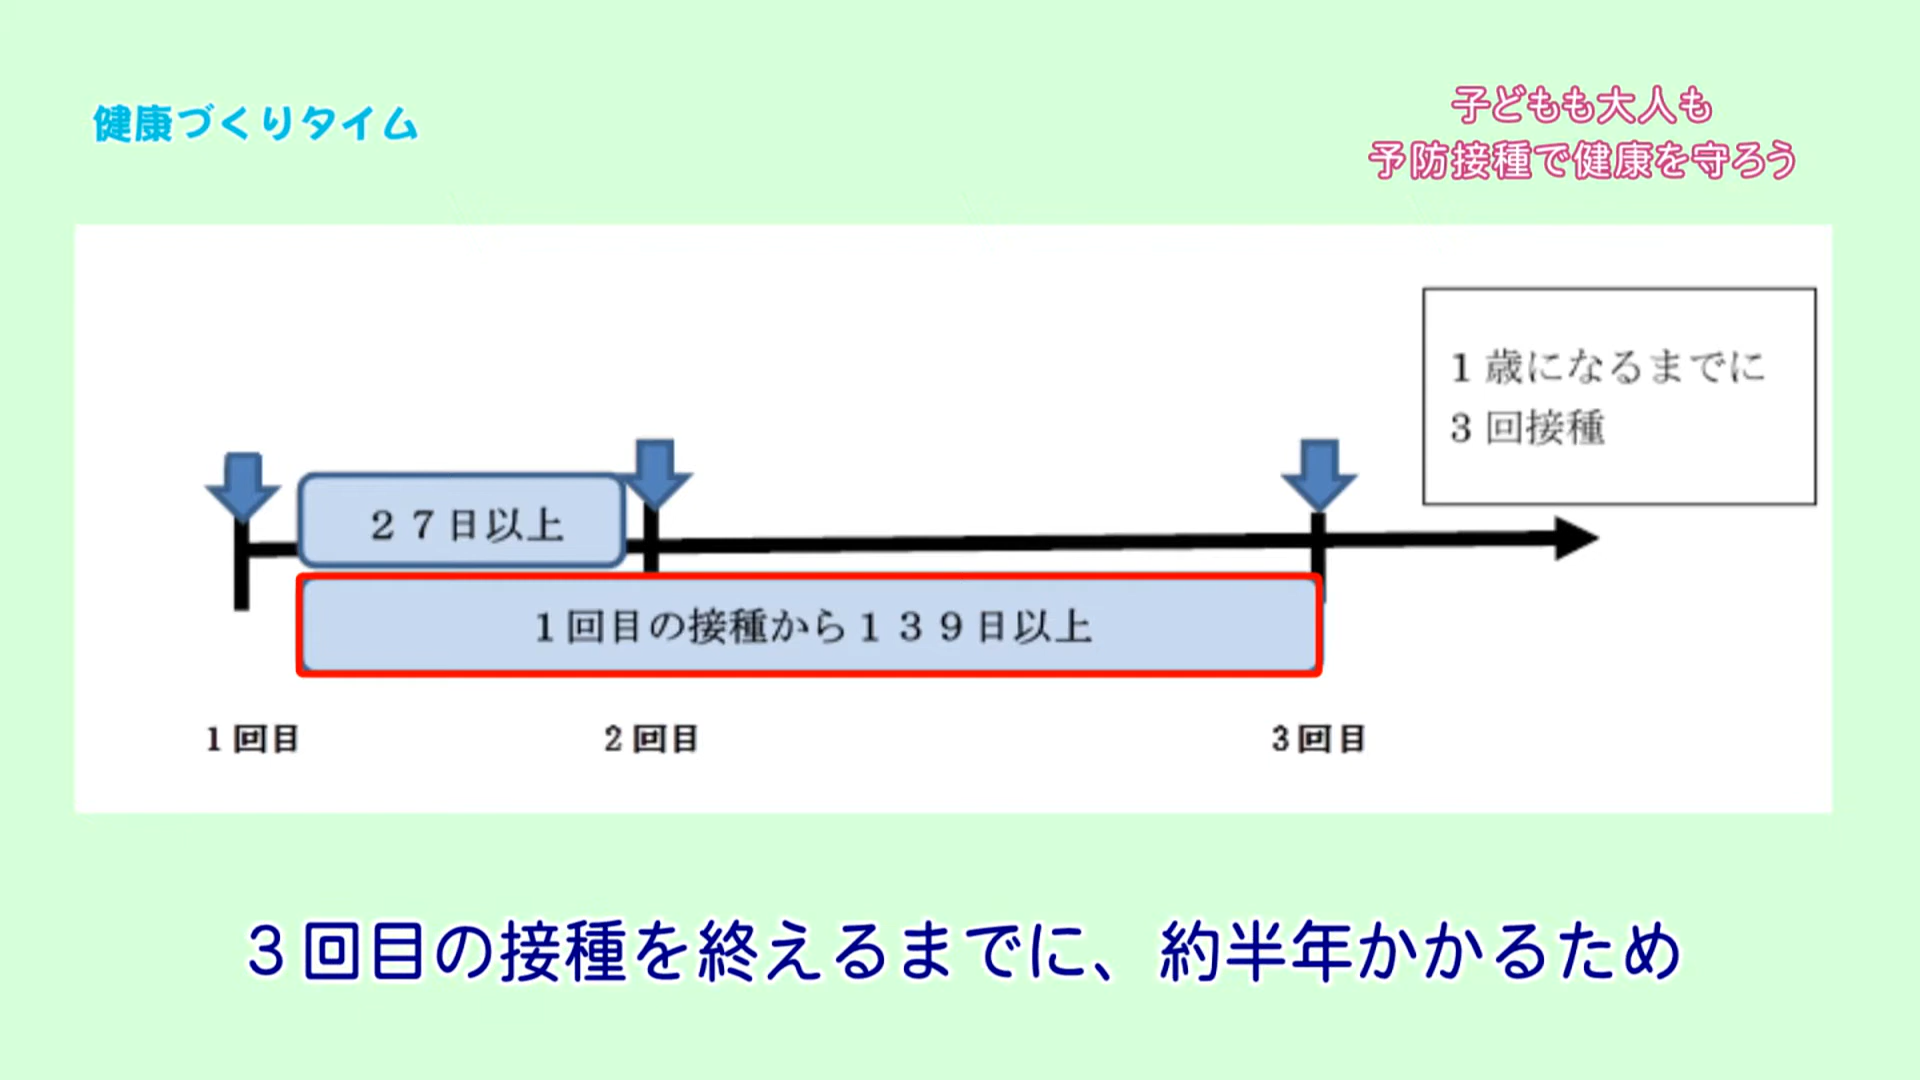 健康づくりタイム
子どもも大人も
予防接種で健康を守ろう
1歳になるまでに
3回接種
２７日以上
1回目の接種から１３９日以上
1回目
2回目
3回目
３回目の接種を終えるまでに、約半年かかるため